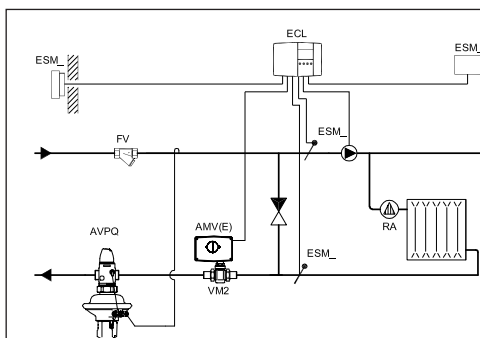 ECL
ESM_
ESM_
FV
ESM_
RA
AVPQ
AMV(E)
ESM_
VM2